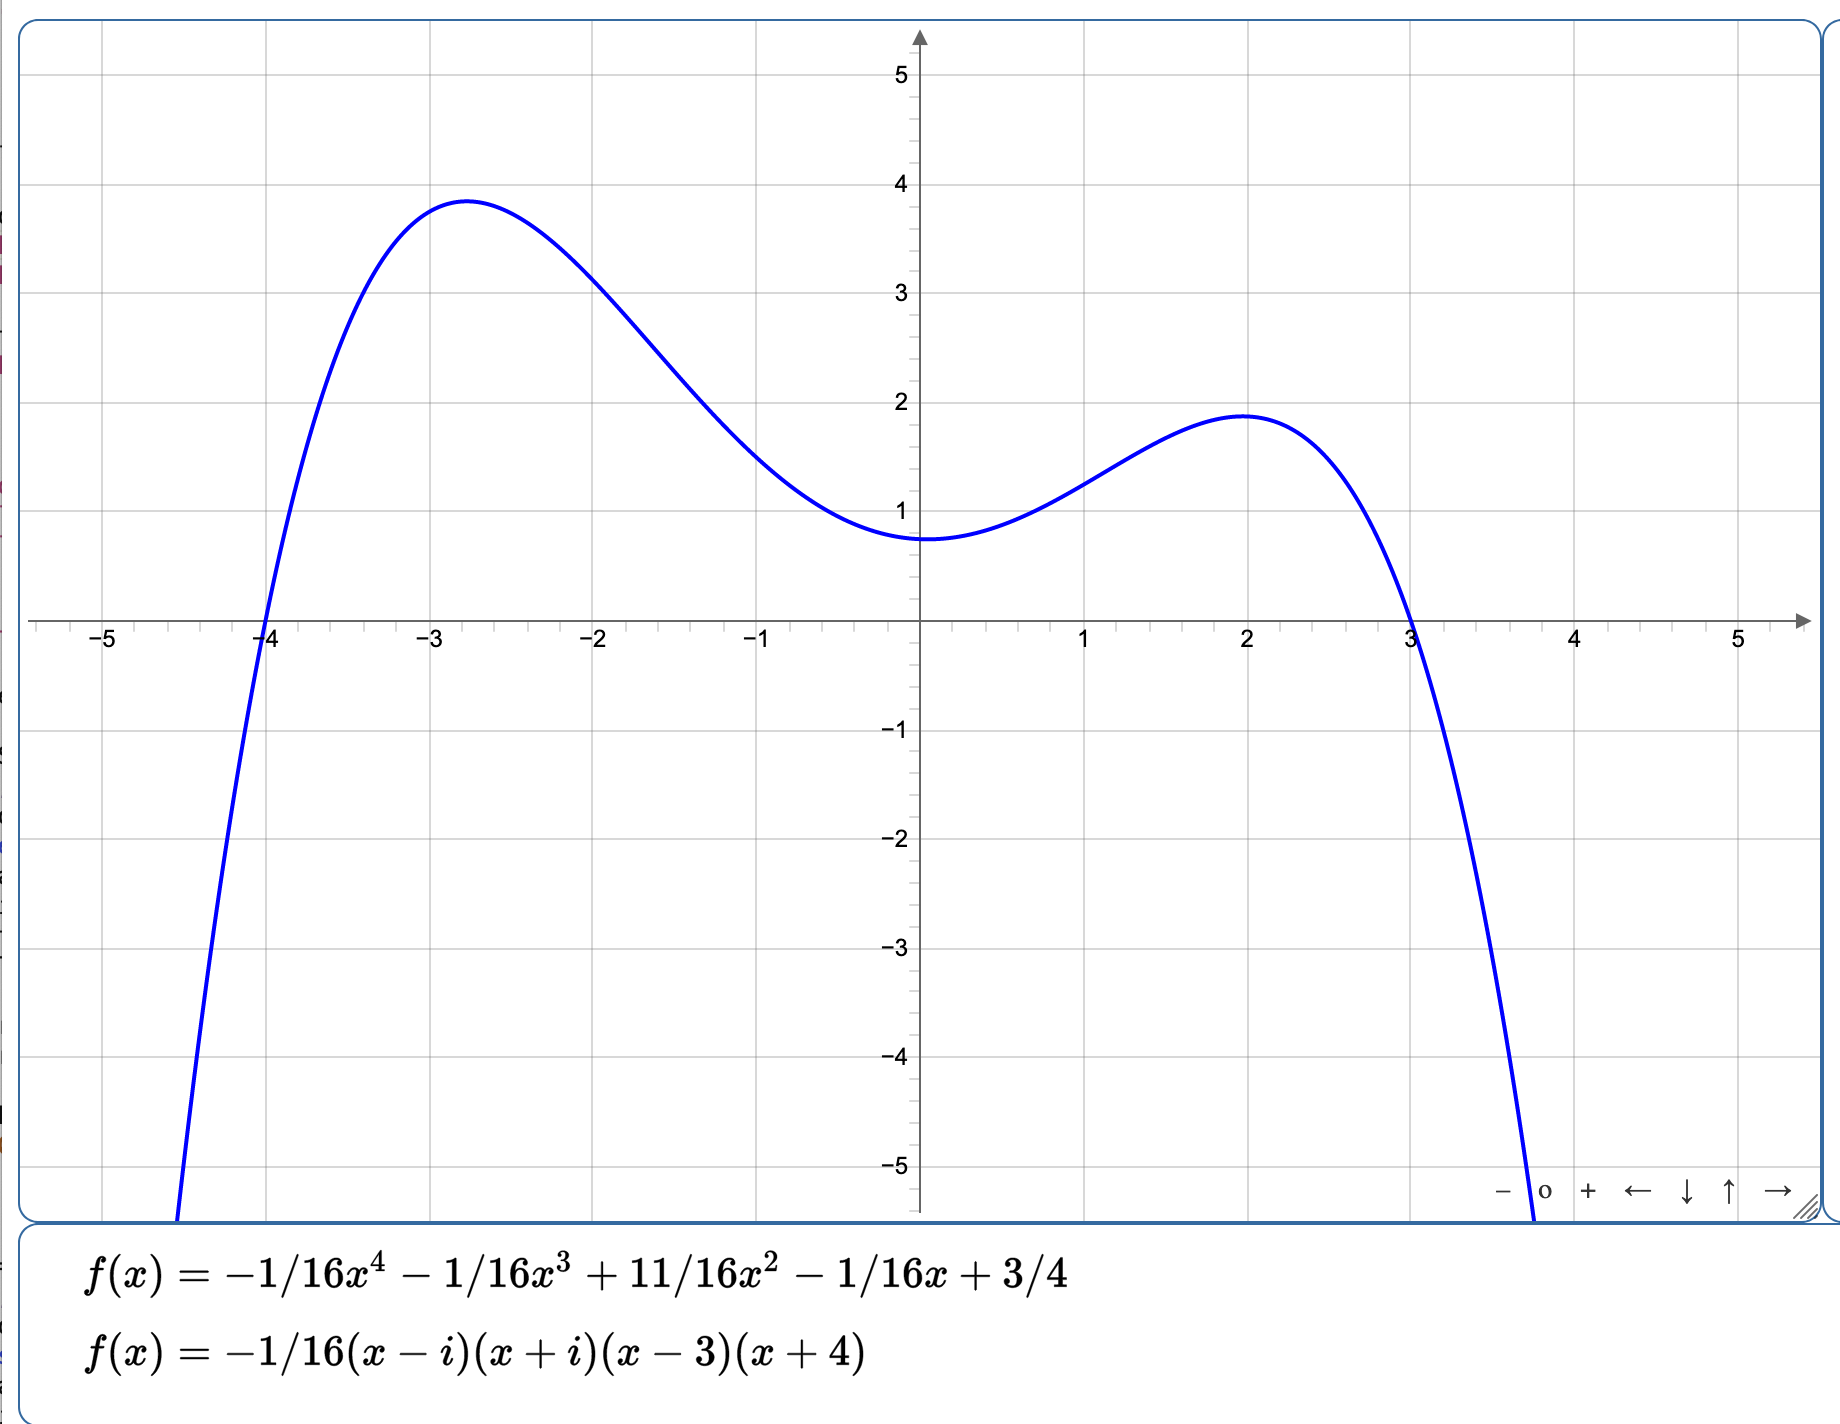 5
4
3
2
1
−5 −4 −3 −2 −1 1 2 3 4 5
−1
−2
−3
−4
−5
− o + ← ↓ ↑ →
f(x) = −1/16x⁴ − 1/16x³ + 11/16x² − 1/16x + 3/4
f(x) = −1/16(x − i)(x + i)(x − 3)(x + 4)